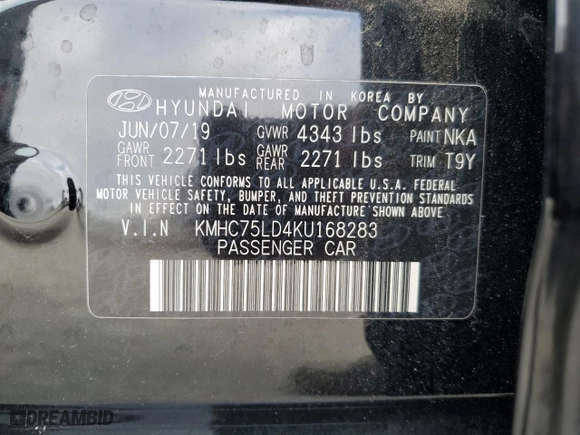 MANUFACTURED IN KOREA BY
HYUNDAI MOTOR COMPANY
JUN/07/19 GVWR 4343 lbs PAINT NKA
GAWR FRONT 2271 lbs GAWR REAR 2271 lbs TRIM T9Y
THIS VEHICLE CONFORMS TO ALL APPLICABLE U.S.A. FEDERAL
MOTOR VEHICLE SAFETY, BUMPER, AND THEFT PREVENTION
STANDARDS IN EFFECT ON THE DATE OF MANUFACTURE SHOWN ABOVE
V.I.N KMHC75LD4KU168283
PASSENGER CAR
DREAMBID